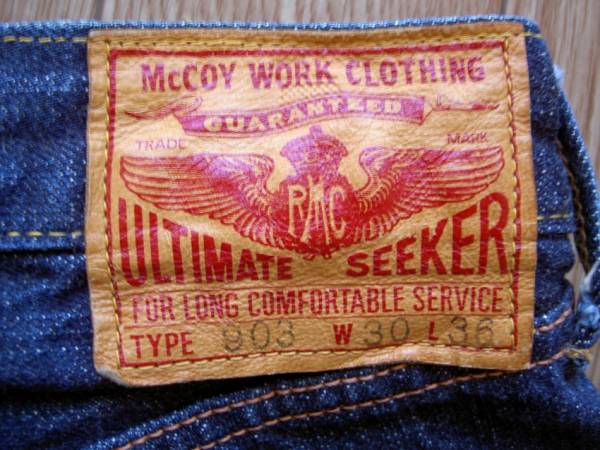 McCOY WORK CLOTHING
GUARANTEED
TRADE MARK
RMC
ULTIMATE SEEKER
FOR LONG COMFORTABLE SERVICE
TYPE 903 W 30 L 36